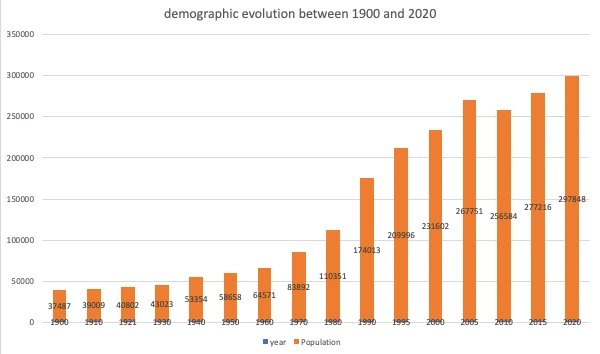 demographic evolution between 1900 and 2020
350000
300000
250000
200000
150000
100000
50000
0
37487 39009 40802 43023 53354 58658 64571 83892 110351 174013 209996 231602 267751 256584 277216 297848
1900 1910 1921 1930 1940 1950 1960 1970 1980 1990 1995 2000 2005 2010 2015 2020
year Population